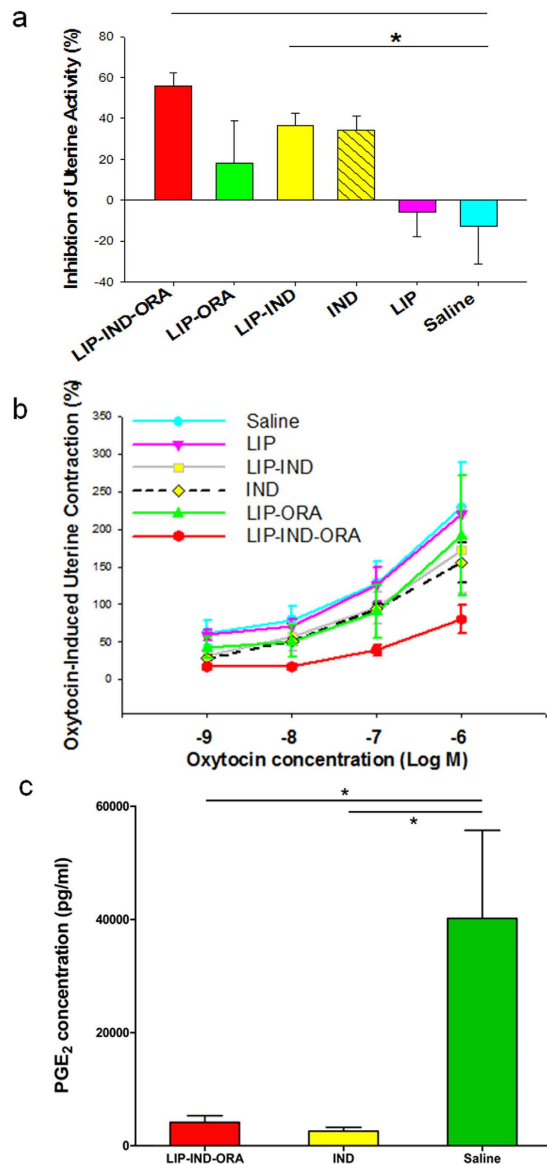 a
*
Inhibtion of Uterine Activity (%)
80
60
40
20
0
-20
-40
LIP-IND-ORA
LIP-ORA
LIP-IND
IND
LIP
Saline
b
Oxytocin-Induced Uterine Contraction (%)
350
300
250
200
150
100
50
0
Saline
LIP
LIP-IND
IND
LIP-ORA
LIP-IND-ORA
-9 -8 -7 -6
Oxytocin concentration (Log M)
c
*
*
PGE2 concentration (pg/ml)
60000
40000
20000
0
LIP-IND-ORA IND Saline